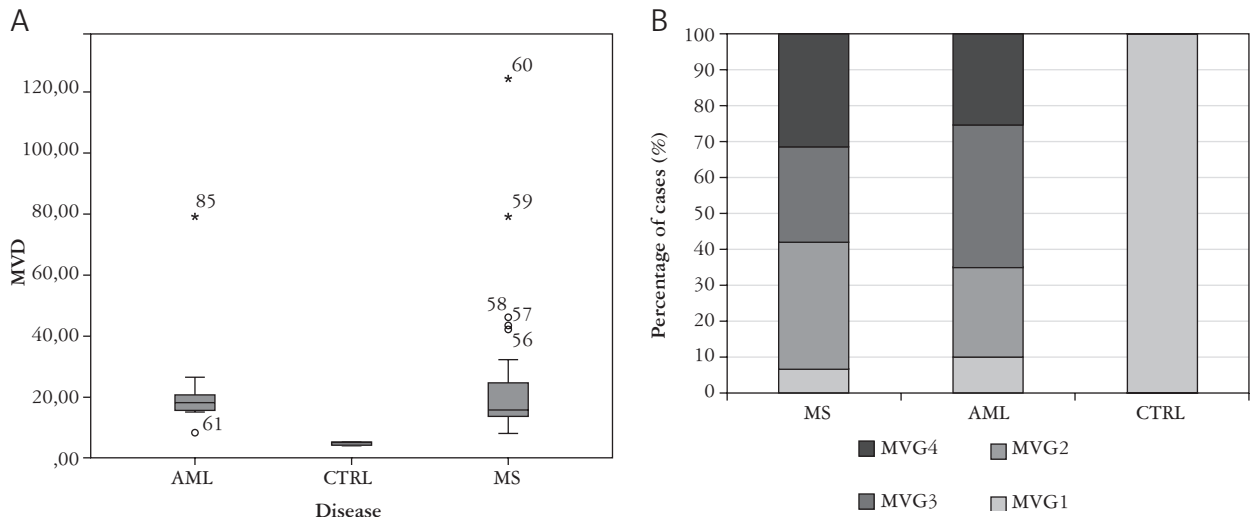 A
MVD
120,00
100,00
80,00
60,00
40,00
20,00
,00
85
61
60
59
58
57
56
AML CTRL MS
Disease
B
Percentage of cases (%)
100
90
80
70
60
50
40
30
20
10
0
MS AML CTRL
MVG4 MVG2
MVG3 MVG1